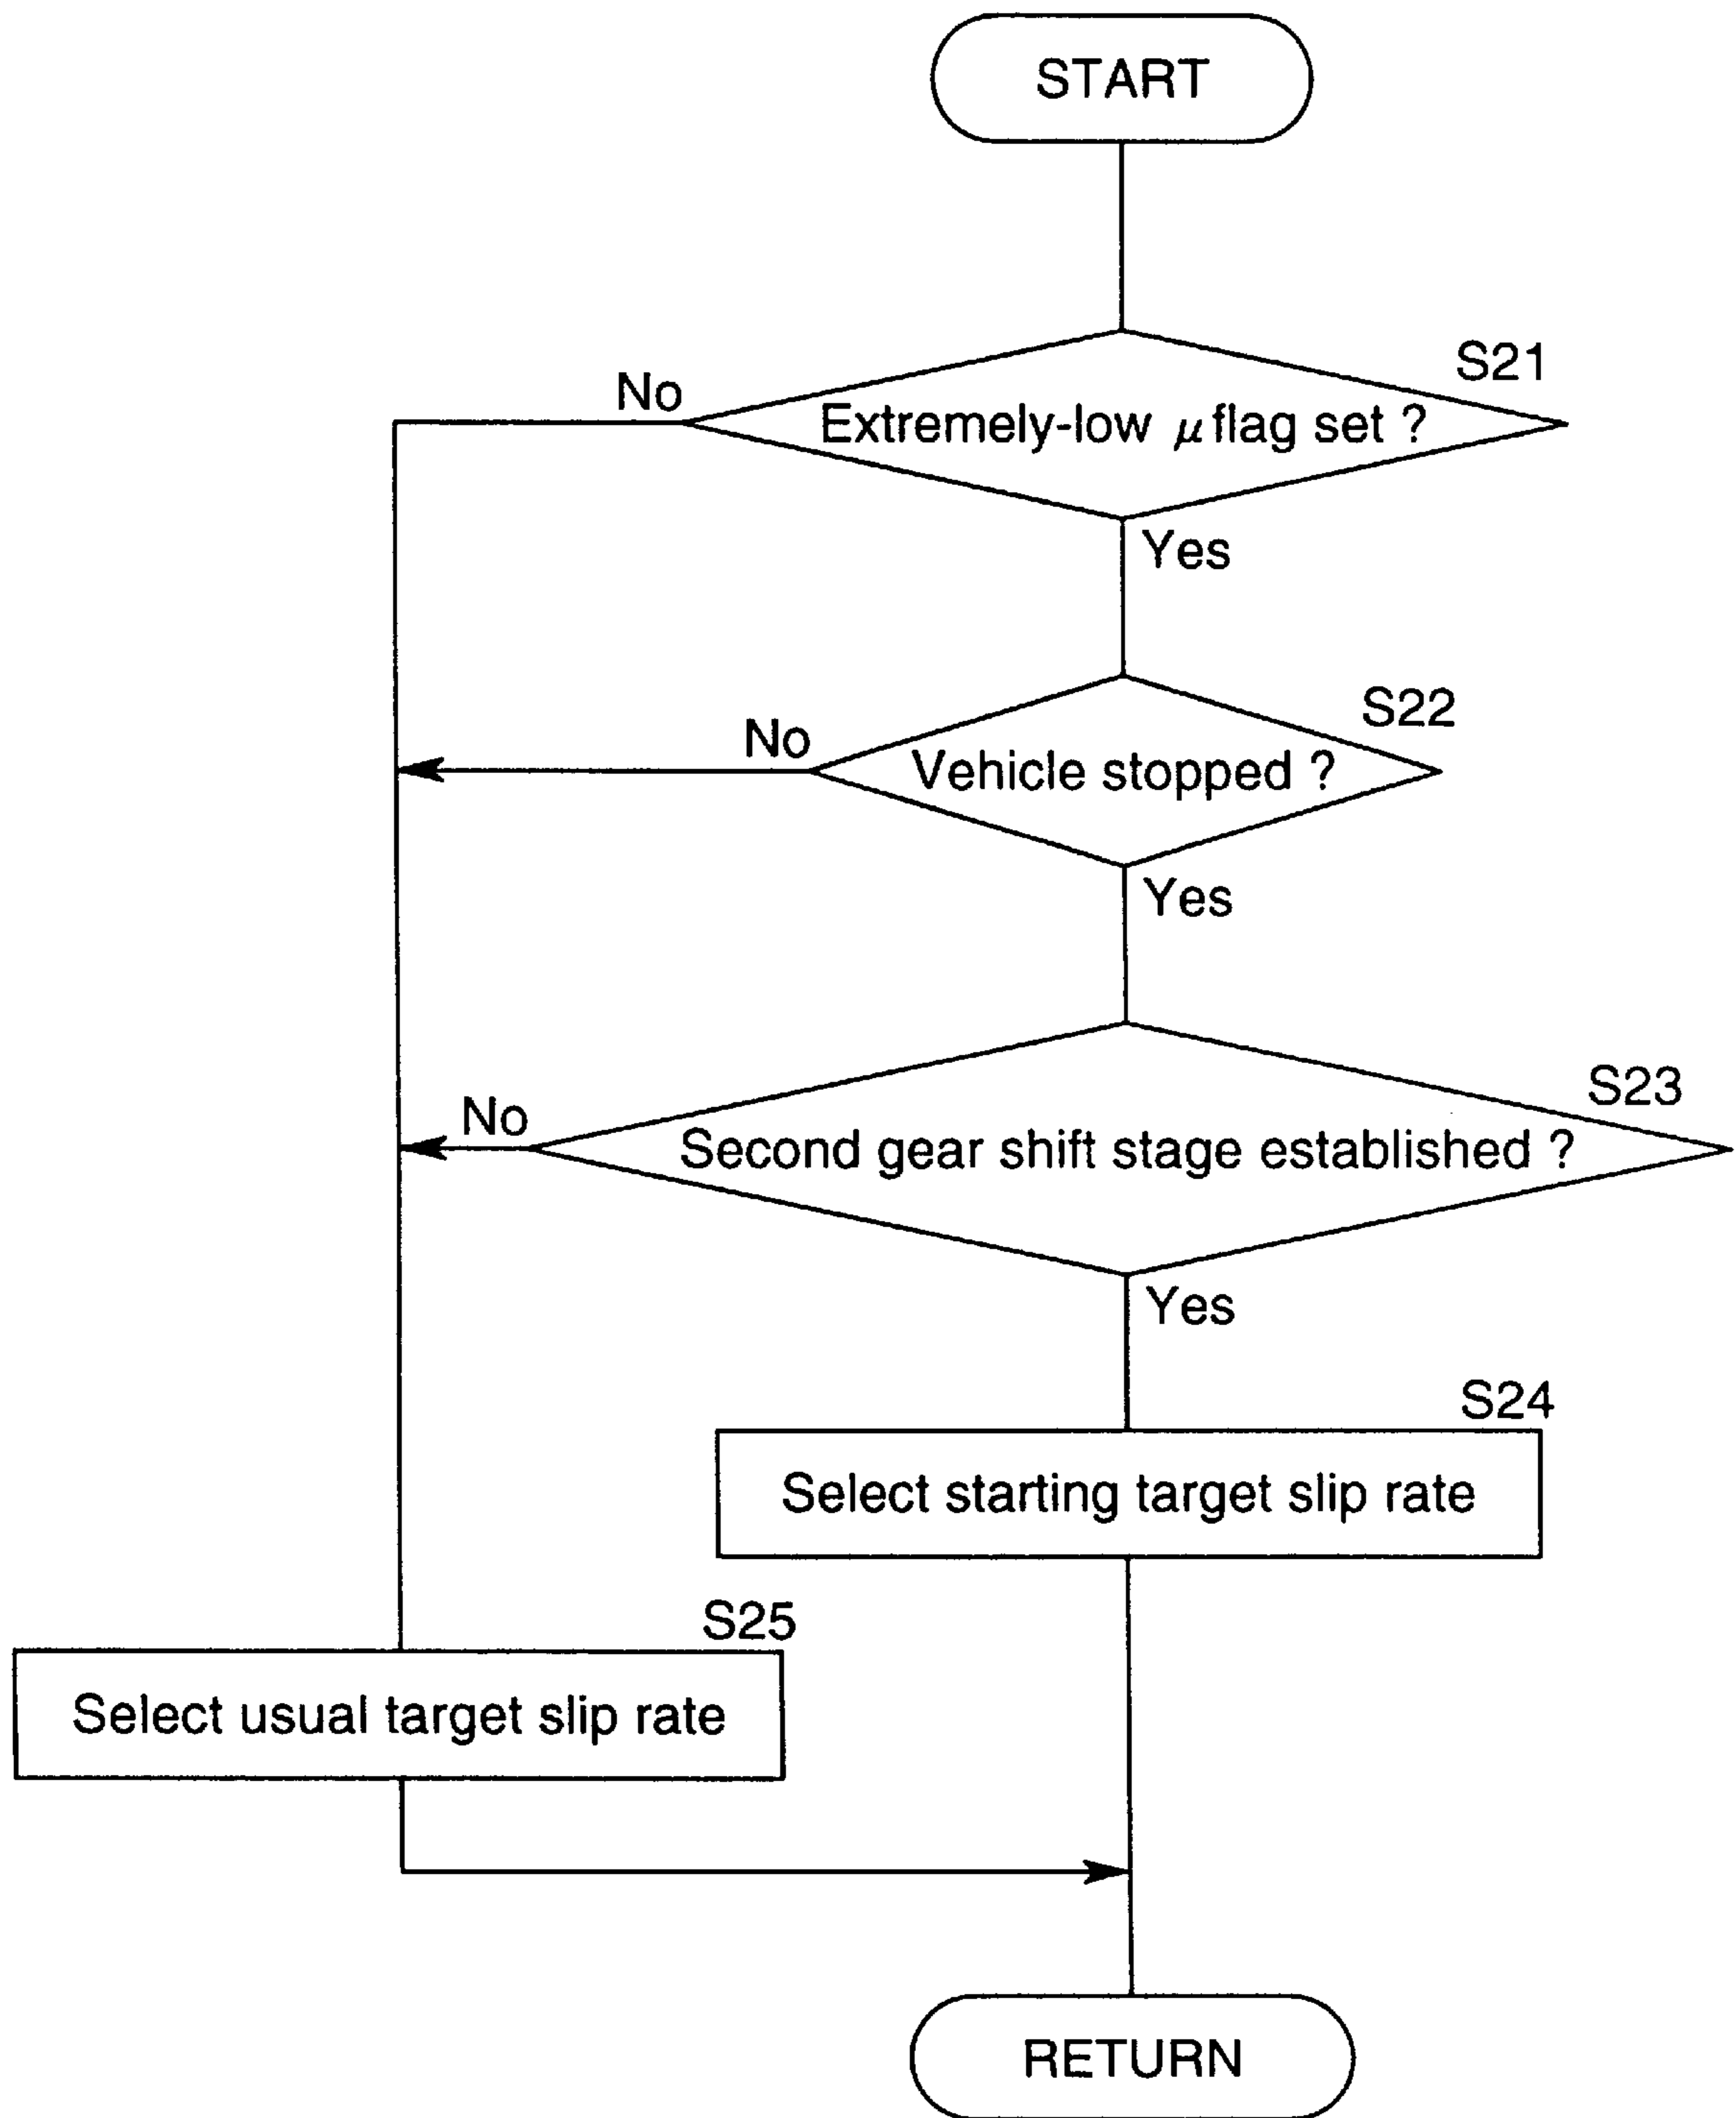 START
S21
No
Extremely-low μ flag set ?
Yes
S22
No
Vehicle stopped ?
Yes
S23
No
Second gear shift stage established ?
Yes
S24
Select starting target slip rate
S25
Select usual target slip rate
RETURN